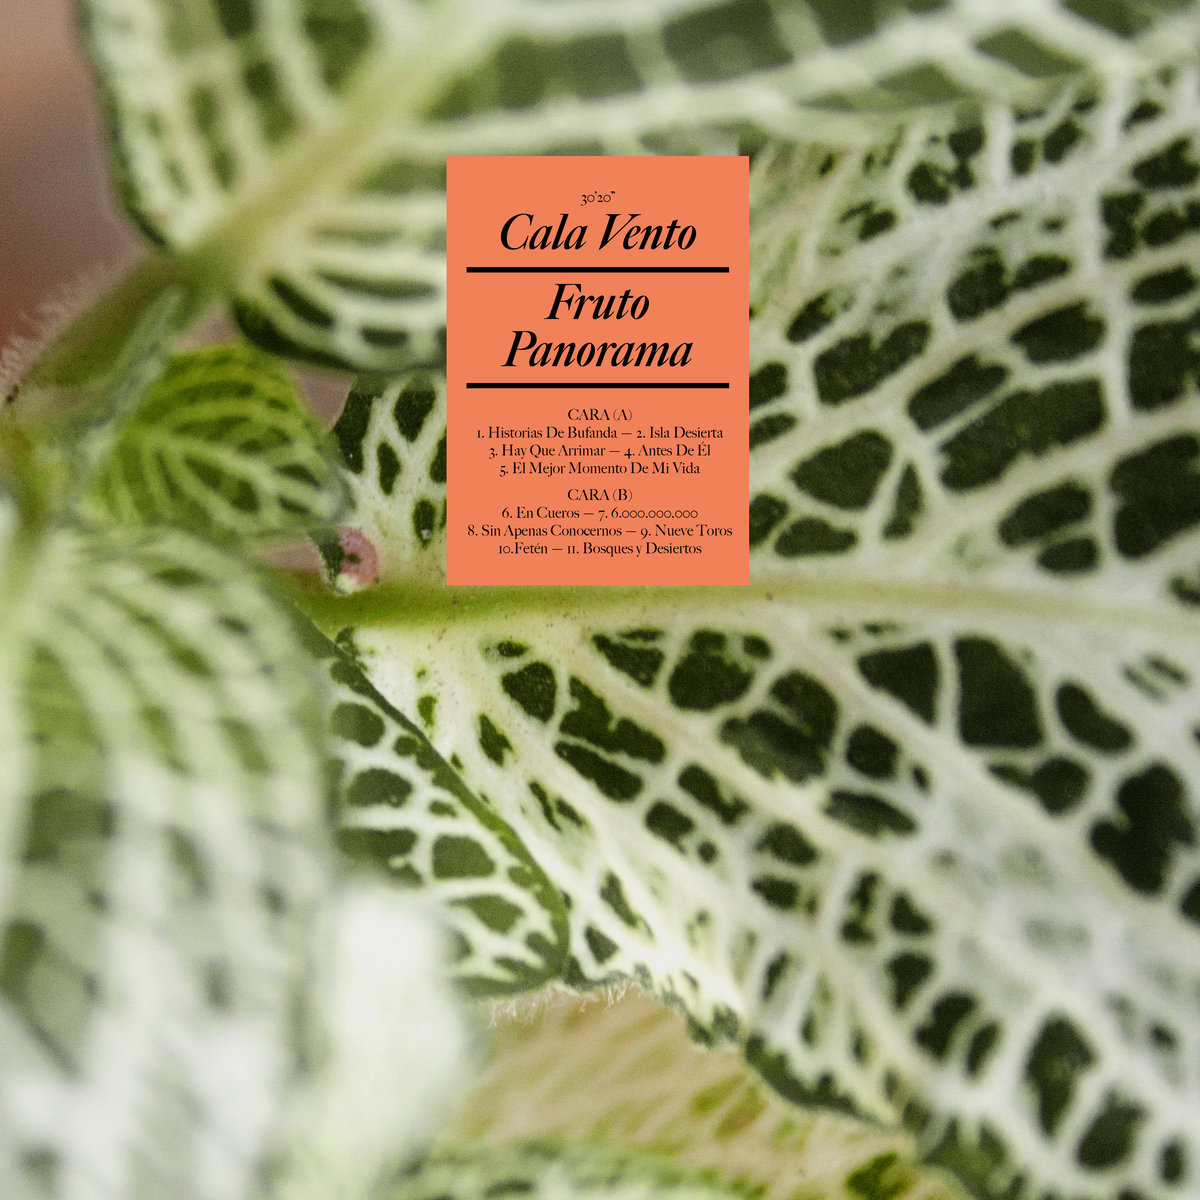 30'20"
Cala Vento
Fruto
Panorama
CARA (A)
1. Historias De Bufanda — 2. Isla Desierta
3. Hay Que Arrimar — 4. Antes De Él
5. El Mejor Momento De Mi Vida
CARA (B)
6. En Cueros — 7. 6.000.000.000
8. Sin Apenas Conocernos — 9. Nueve Toros
10.Fetén — 11. Bosques y Desiertos